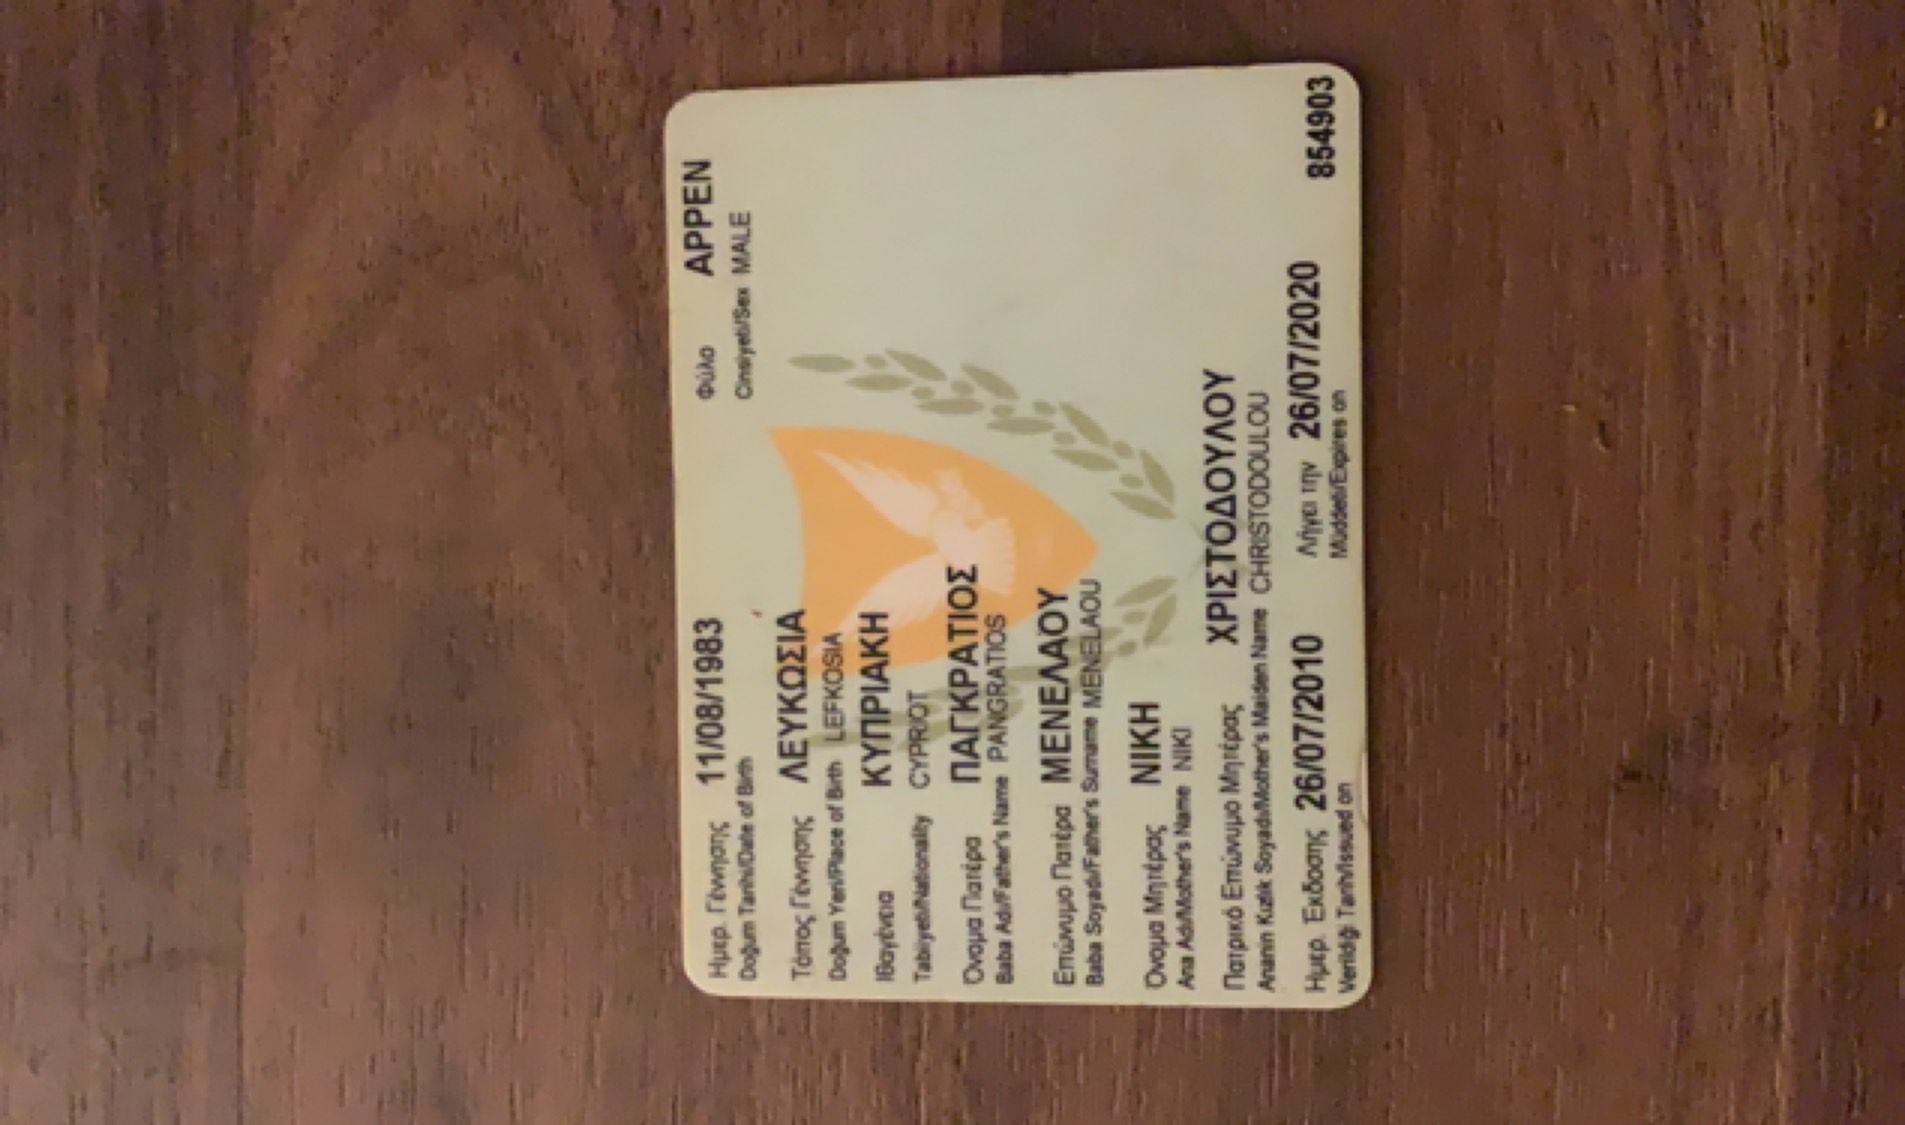 Ημερ. Γέννησης 11/08/1983 Φύλο ΑΡΡΕΝ
Doğum Tarihi/Date of Birth Cinsiyeti/Sex MALE
Τόπος Γέννησης ΛΕΥΚΩΣΙΑ
Doğum Yeri/Place of Birth LEFKOSIA
Ιθαγένεια ΚΥΠΡΙΑΚΗ
Tabiiyeti/Nationality CYPRIOT
Όνομα Πατέρα ΠΑΓΚΡΑΤΙΟΣ
Baba Adı/Father's Name PANGRATIOS
Επώνυμο Πατέρα ΜΕΝΕΛΑΟΥ
Baba Soyadı/Father's Surname MENELAOU
Όνομα Μητέρας ΝΙΚΗ
Ana Adı/Mother's Name NIKI
Πατρικό Επώνυμο Μητέρας ΧΡΙΣΤΟΔΟΥΛΟΥ
Ananın Kızlık Soyadı/Mother's Maiden Name CHRISTODOULOU
Ημερ. Έκδοσης 26/07/2010 Λήγει την 26/07/2020 854903
Verildiği Tarih/Issued on Müddeti/Expires on